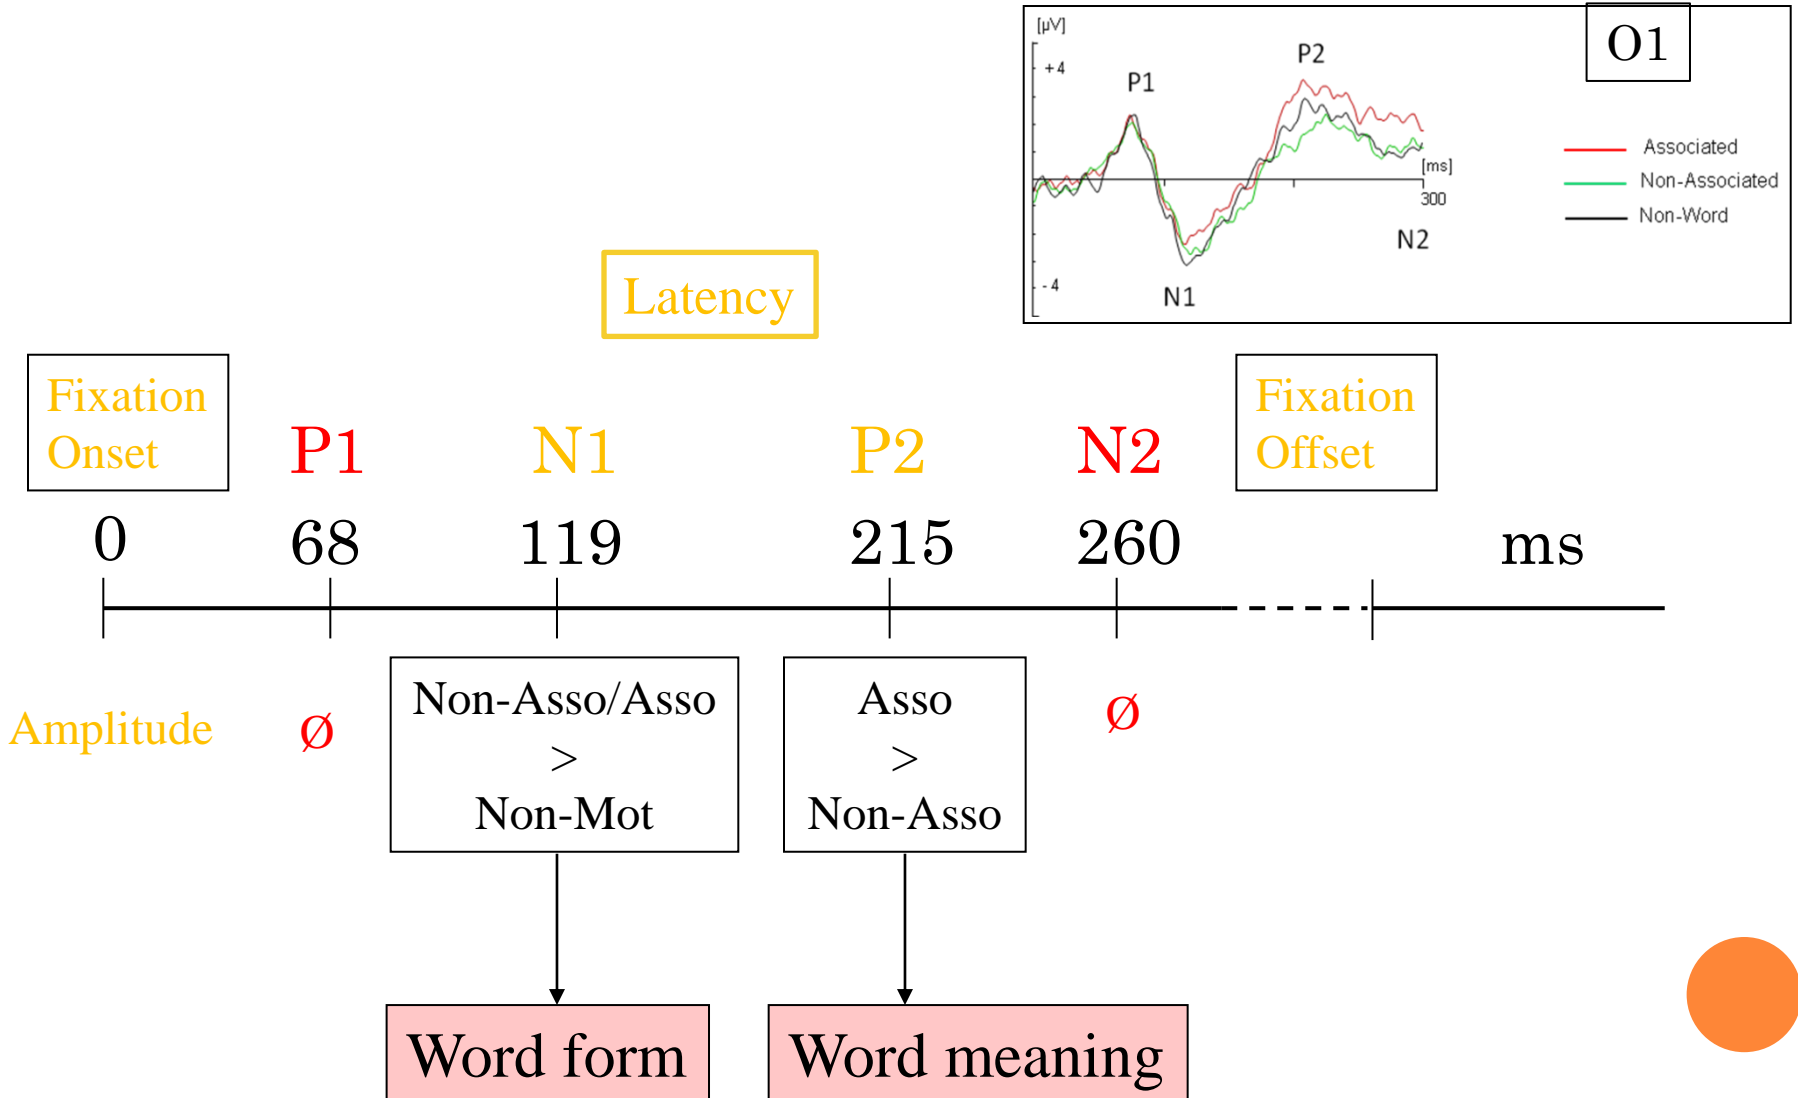 [µV]
+4
P1
P2
O1
[ms]
300
N2
N1
-4
Associated
Non-Associated
Non-Word
Latency
Fixation
Onset
P1
N1
P2
N2
Fixation
Offset
0
68
119
215
260
ms
Amplitude
Ø
Non-Asso/Asso
>
Non-Mot
Asso
>
Non-Asso
Ø
Word form
Word meaning